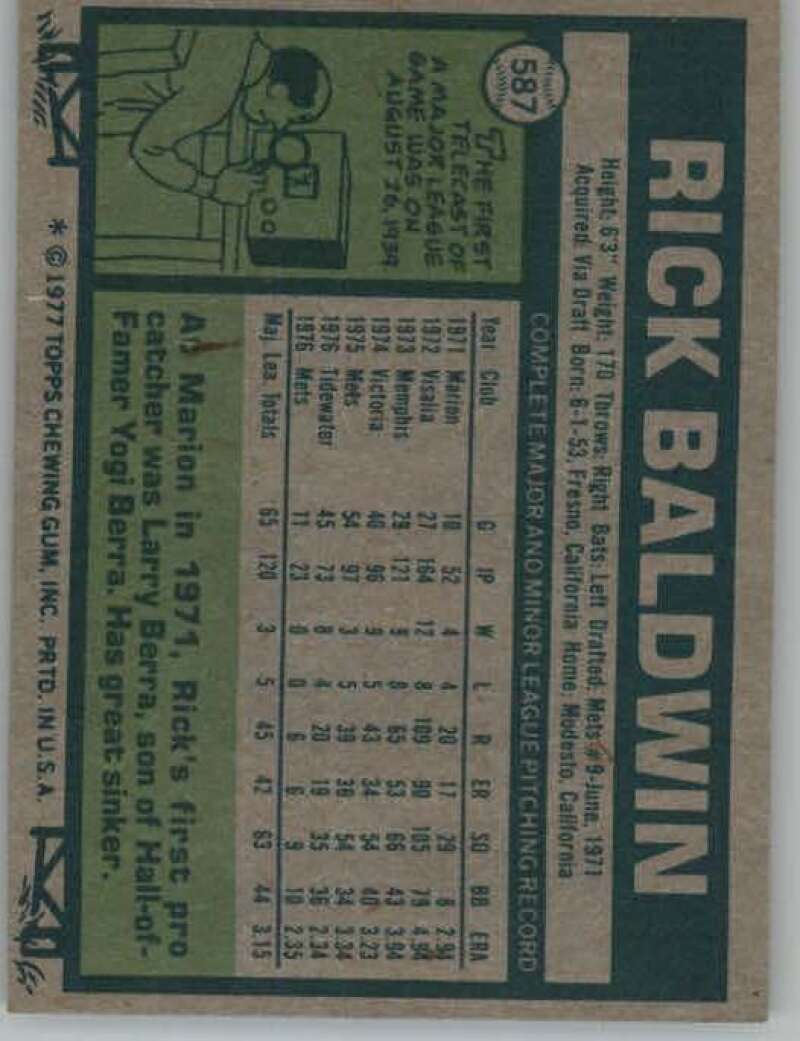 587
RICK BALDWIN
Height: 6'3" Weight: 170 Throws: Right Bats: Left Drafted: Mets #9-June, 1971
Acquired: Via Draft Born: 6-1-53, Fresno, California Home: Modesto, California
COMPLETE MAJOR AND MINOR LEAGUE PITCHING RECORD
Year Club G IP W L R ER SO BB ERA
1971 Marion 10 52 4 4 20 17 29 8 2.94
1972 Visalia 27 164 12 8 109 90 105 79 4.94
1973 Memphis 29 121 8 65 53 66 43 3.94
1974 Victoria 40 96 9 5 43 34 54 40 3.23
1975 Mets 54 97 3 5 39 36 54 34 3.34
1976 Tidewater 45 73 8 4 20 19 35 36 2.34
1976 Mets 11 23 0 0 6 6 9 10 2.35
Maj. Lea. Totals 65 120 3 5 45 42 63 44 3.15
THE FIRST
TELECAST OF
A MAJOR LEAGUE
GAME WAS ON
AUGUST 26, 1939.
At Marion in 1971, Rick's first pro
catcher was Larry Berra, son of Hall-of-
Famer Yogi Berra. Has great sinker.
* © 1977 TOPPS CHEWING GUM, INC. PRTD. IN U.S.A.